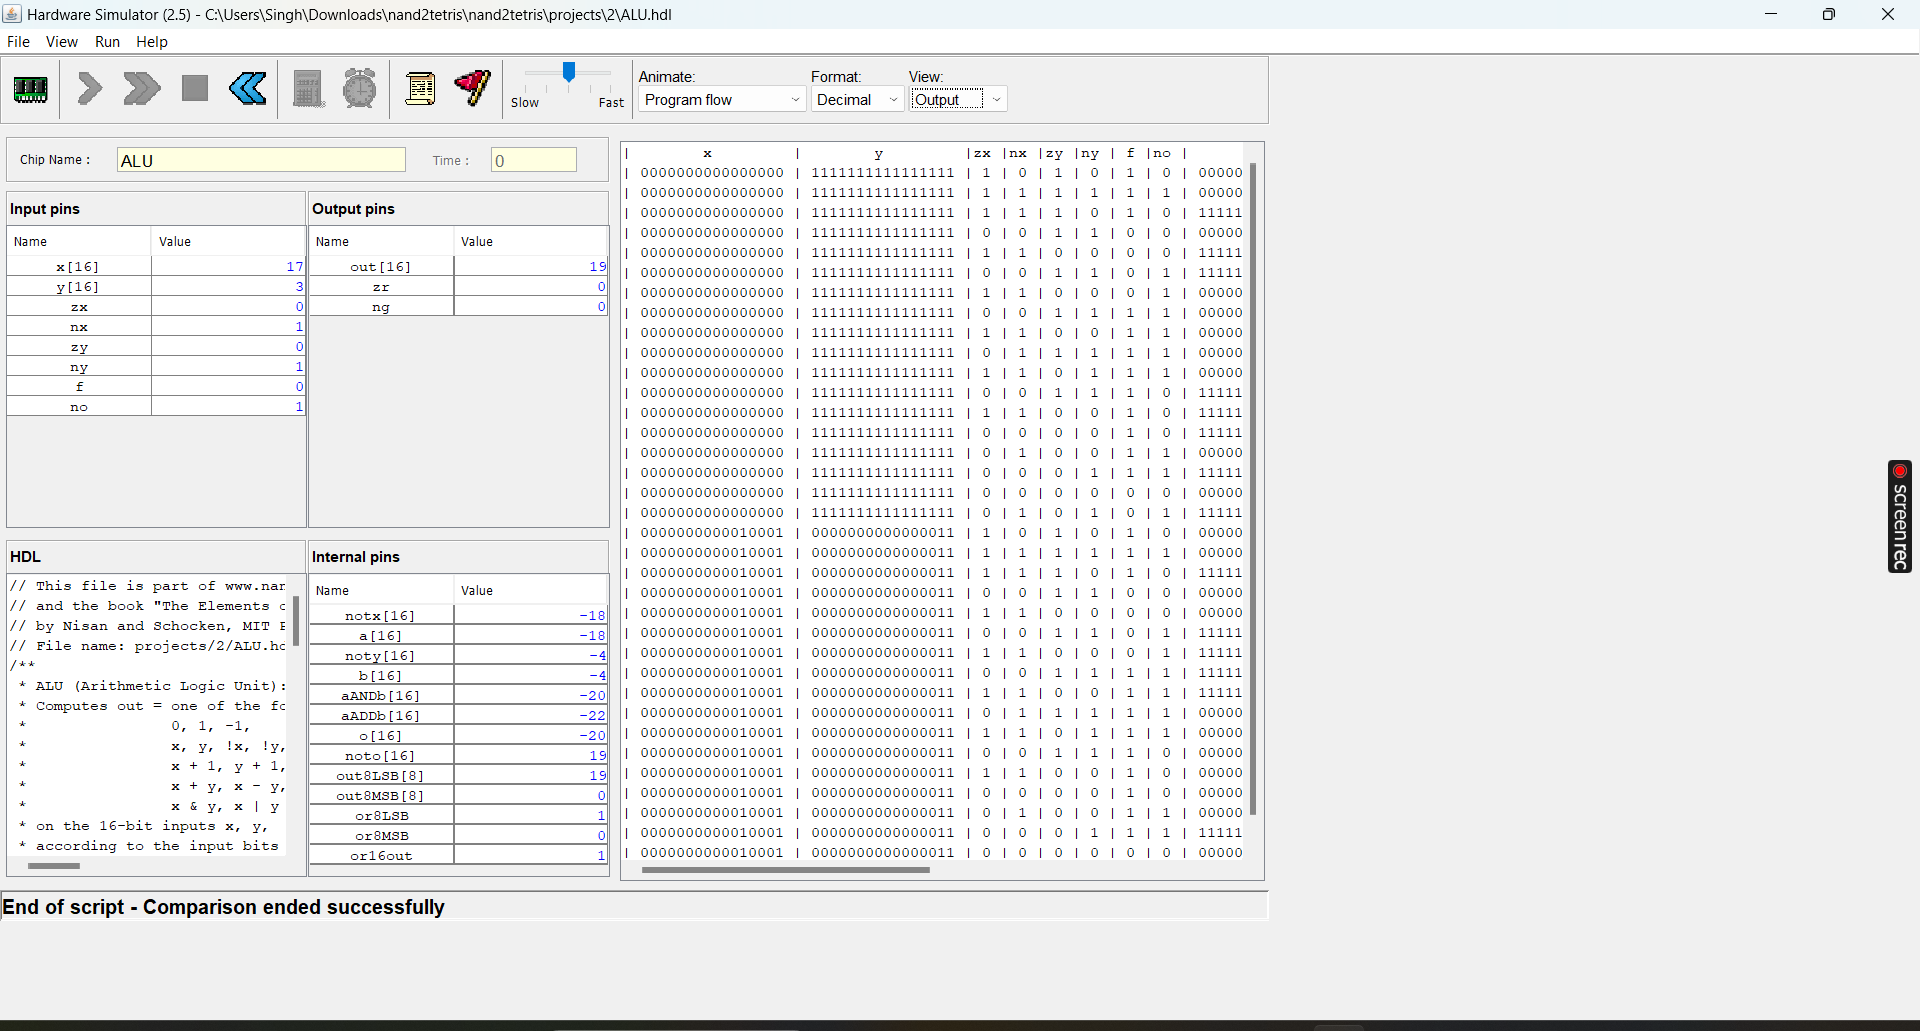 Hardware Simulator (2.5) - C:\Users\Singh\Downloads\nand2tetris\nand2tetris\projects\2\ALU.hdl
File View Run Help
Slow Fast
Animate: Format: View:
Program flow Decimal Output
Chip Name : ALU Time : 0
Input pins
Name Value
x[16] 17
y[16] 3
zx 0
nx 1
zy 0
ny 1
f 0
no 1
Output pins
Name Value
out[16] 19
zr 0
ng 0
HDL
// This file is part of www.nan
// and the book "The Elements o
// by Nisan and Schocken, MIT P
// File name: projects/2/ALU.hd
/**
* ALU (Arithmetic Logic Unit):
* Computes out = one of the fo
* 0, 1, -1,
* x, y, !x, !y,
* x + 1, y + 1,
* x + y, x - y,
* x & y, x | y
* on the 16-bit inputs x, y,
* according to the input bits
Internal pins
Name Value
notx[16] -18
a[16] -18
noty[16] -4
b[16] -4
aANDb[16] -20
aADDb[16] -22
o[16] -20
noto[16] 19
out8LSB[8] 19
out8MSB[8] 0
or8LSB 1
or8MSB 0
or16out 1
| x | y |zx |nx |zy |ny | f |no |
| 0000000000000000 | 1111111111111111 | 1 | 0 | 1 | 0 | 1 | 0 | 00000
| 0000000000000000 | 1111111111111111 | 1 | 1 | 1 | 1 | 1 | 1 | 00000
| 0000000000000000 | 1111111111111111 | 1 | 1 | 1 | 0 | 1 | 0 | 11111
| 0000000000000000 | 1111111111111111 | 0 | 0 | 1 | 1 | 0 | 0 | 00000
| 0000000000000000 | 1111111111111111 | 1 | 1 | 0 | 0 | 0 | 0 | 11111
| 0000000000000000 | 1111111111111111 | 0 | 0 | 1 | 1 | 0 | 1 | 11111
| 0000000000000000 | 1111111111111111 | 1 | 1 | 0 | 0 | 0 | 1 | 00000
| 0000000000000000 | 1111111111111111 | 0 | 0 | 1 | 1 | 1 | 1 | 00000
| 0000000000000000 | 1111111111111111 | 1 | 1 | 0 | 0 | 1 | 1 | 00000
| 0000000000000000 | 1111111111111111 | 0 | 1 | 1 | 1 | 1 | 1 | 00000
| 0000000000000000 | 1111111111111111 | 1 | 1 | 0 | 1 | 1 | 1 | 00000
| 0000000000000000 | 1111111111111111 | 0 | 0 | 1 | 1 | 1 | 0 | 11111
| 0000000000000000 | 1111111111111111 | 1 | 1 | 0 | 0 | 1 | 0 | 11111
| 0000000000000000 | 1111111111111111 | 0 | 0 | 0 | 0 | 1 | 0 | 11111
| 0000000000000000 | 1111111111111111 | 0 | 1 | 0 | 0 | 1 | 1 | 00000
| 0000000000000000 | 1111111111111111 | 0 | 0 | 0 | 1 | 1 | 1 | 11111
| 0000000000000000 | 1111111111111111 | 0 | 0 | 0 | 0 | 0 | 0 | 00000
| 0000000000000000 | 1111111111111111 | 0 | 1 | 0 | 1 | 0 | 1 | 11111
| 0000000000010001 | 0000000000000011 | 1 | 0 | 1 | 0 | 1 | 0 | 00000
| 0000000000010001 | 0000000000000011 | 1 | 1 | 1 | 1 | 1 | 1 | 00000
| 0000000000010001 | 0000000000000011 | 1 | 1 | 1 | 0 | 1 | 0 | 11111
| 0000000000010001 | 0000000000000011 | 0 | 0 | 1 | 1 | 0 | 0 | 00000
| 0000000000010001 | 0000000000000011 | 1 | 1 | 0 | 0 | 0 | 0 | 00000
| 0000000000010001 | 0000000000000011 | 0 | 0 | 1 | 1 | 0 | 1 | 11111
| 0000000000010001 | 0000000000000011 | 1 | 1 | 0 | 0 | 0 | 1 | 11111
| 0000000000010001 | 0000000000000011 | 0 | 0 | 1 | 1 | 1 | 1 | 11111
| 0000000000010001 | 0000000000000011 | 1 | 1 | 0 | 0 | 1 | 1 | 11111
| 0000000000010001 | 0000000000000011 | 0 | 1 | 1 | 1 | 1 | 1 | 00000
| 0000000000010001 | 0000000000000011 | 1 | 1 | 0 | 1 | 1 | 1 | 00000
| 0000000000010001 | 0000000000000011 | 0 | 0 | 1 | 1 | 1 | 0 | 00000
| 0000000000010001 | 0000000000000011 | 1 | 1 | 0 | 0 | 1 | 0 | 00000
| 0000000000010001 | 0000000000000011 | 0 | 0 | 0 | 0 | 1 | 0 | 00000
| 0000000000010001 | 0000000000000011 | 0 | 1 | 0 | 0 | 1 | 1 | 00000
| 0000000000010001 | 0000000000000011 | 0 | 0 | 0 | 1 | 1 | 1 | 11111
| 0000000000010001 | 0000000000000011 | 0 | 0 | 0 | 0 | 0 | 0 | 00000
End of script - Comparison ended successfully
screenrec